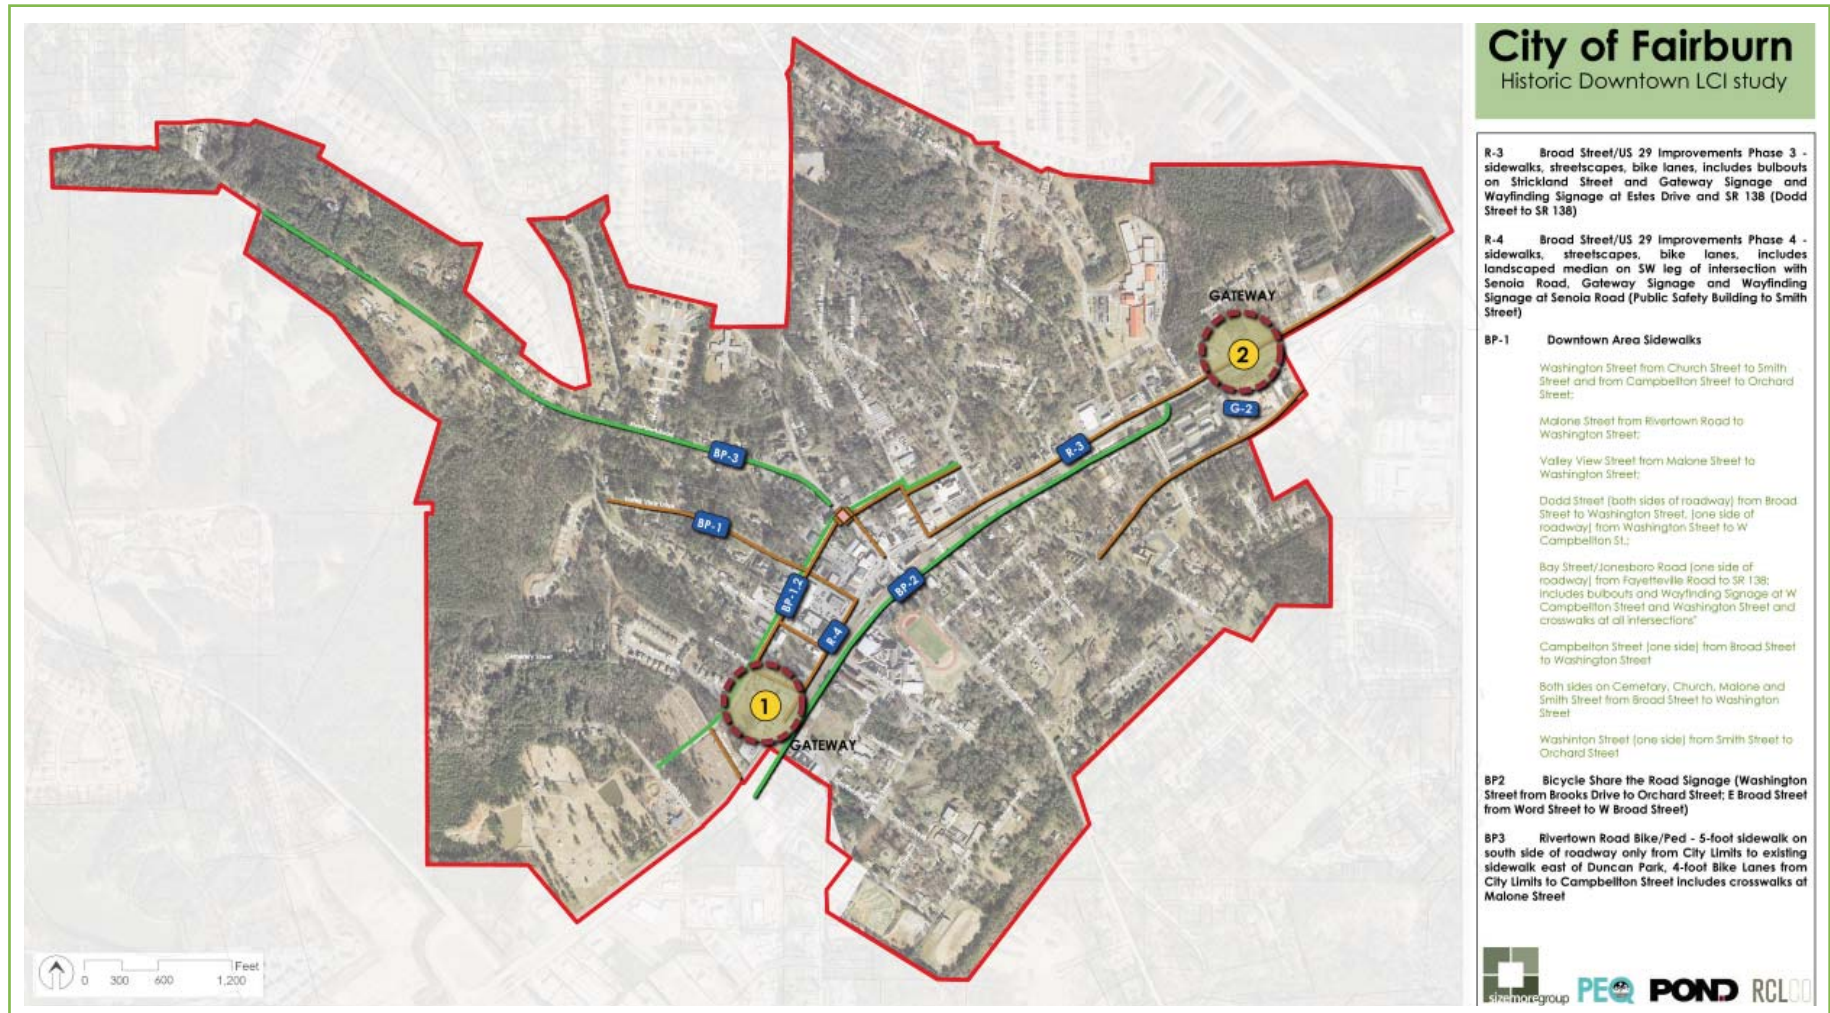 City of Fairburn
Historic Downtown LCI study
R-3 Broad Street/US 29 Improvements Phase 3 -
sidewalks, streetscapes, bike lanes, includes bulbouts
on Strickland Street and Gateway Signage and
Wayfinding Signage at Estes Drive and SR 138 (Dodd
Street to SR 138)
R-4 Broad Street/US 29 Improvements Phase 4 -
sidewalks, streetscapes, bike lanes, includes
landscaped median on SW leg of intersection with
Senoia Road, Gateway Signage and Wayfinding
Signage at Senoia Road (Public Safety Building to Smith
Street)
BP-1 Downtown Area Sidewalks
Washington Street from Church Street to Smith
Street and from Campbellton Street to Orchard
Street;
Malone Street from Rivertown Road to
Washington Street;
Valley View Street from Malone Street to
Washington Street;
Dodd Street (both sides of roadway) from Broad
Street to Washington Street, (one side of
roadway) from Washington Street to W
Campbellton St.;
Bay Street/Jonesboro Road (one side of
roadway) from Fayetteville Road to SR 138;
includes bulbouts and Wayfinding Signage at W
Campbellton Street and Washington Street and
crosswalks at all intersections"
Campbelton Street (one side) from Broad Street
to Washington Street
Both sides on Cemetary, Church, Malone and
Smith Street from Broad Street to Washington
Street
Washinton Street (one side) from Smith Street to
Orchard Street
BP2 Bicycle Share the Road Signage (Washington
Street from Brooks Drive to Orchard Street; E Broad Street
from Word Street to W Broad Street)
BP3 Rivertown Road Bike/Ped - 5-foot sidewalk on
south side of roadway only from City Limits to existing
sidewalk east of Duncan Park, 4-foot Bike Lanes from
City Limits to Campbellton Street includes crosswalks at
Malone Street
sizemoregroup PEQ POND RCLCO
GATEWAY
2
G-2
R-3
BP-3
BP-1
BP-1,2
BP-2
R-4
1
GATEWAY
Cemetery Street
Feet
0 300 600 1,200